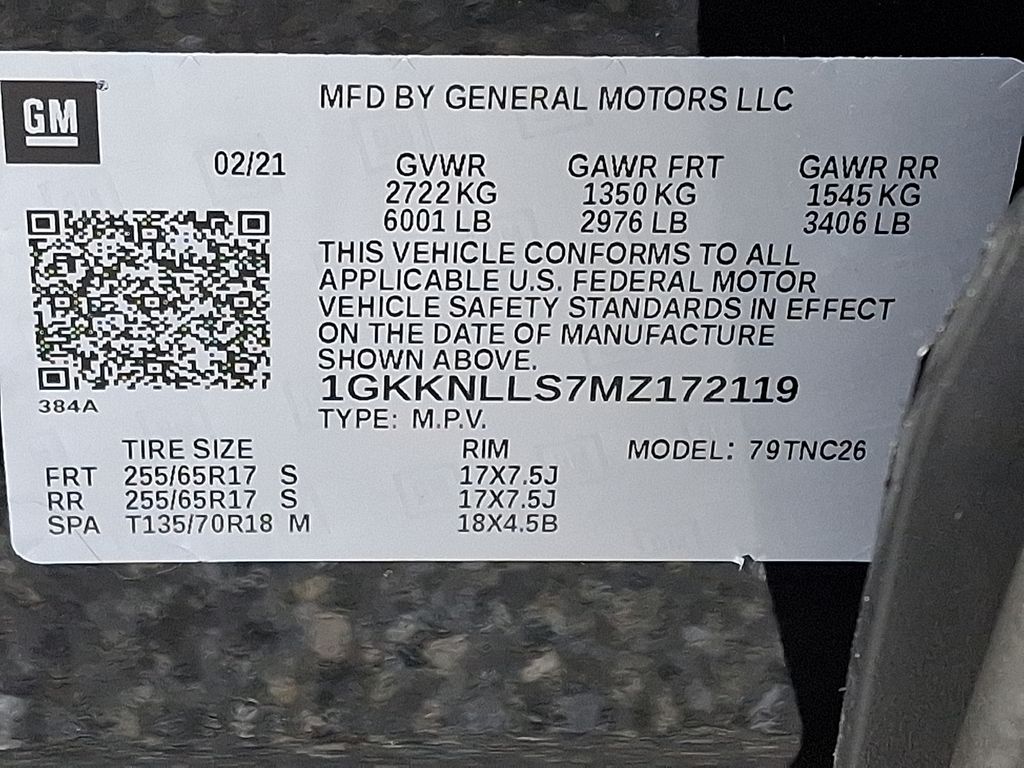 GM
MFD BY GENERAL MOTORS LLC
02/21 GVWR GAWR FRT GAWR RR
2722 KG 1350 KG 1545 KG
6001 LB 2976 LB 3406 LB
THIS VEHICLE CONFORMS TO ALL
APPLICABLE U.S. FEDERAL MOTOR
VEHICLE SAFETY STANDARDS IN EFFECT
ON THE DATE OF MANUFACTURE
SHOWN ABOVE.
1GKKNLLS7MZ172119
384A
TYPE: M.P.V.
TIRE SIZE RIM MODEL: 79TNC26
FRT 255/65R17 S 17X7.5J
RR 255/65R17 S 17X7.5J
SPA T135/70R18 M 18X4.5B